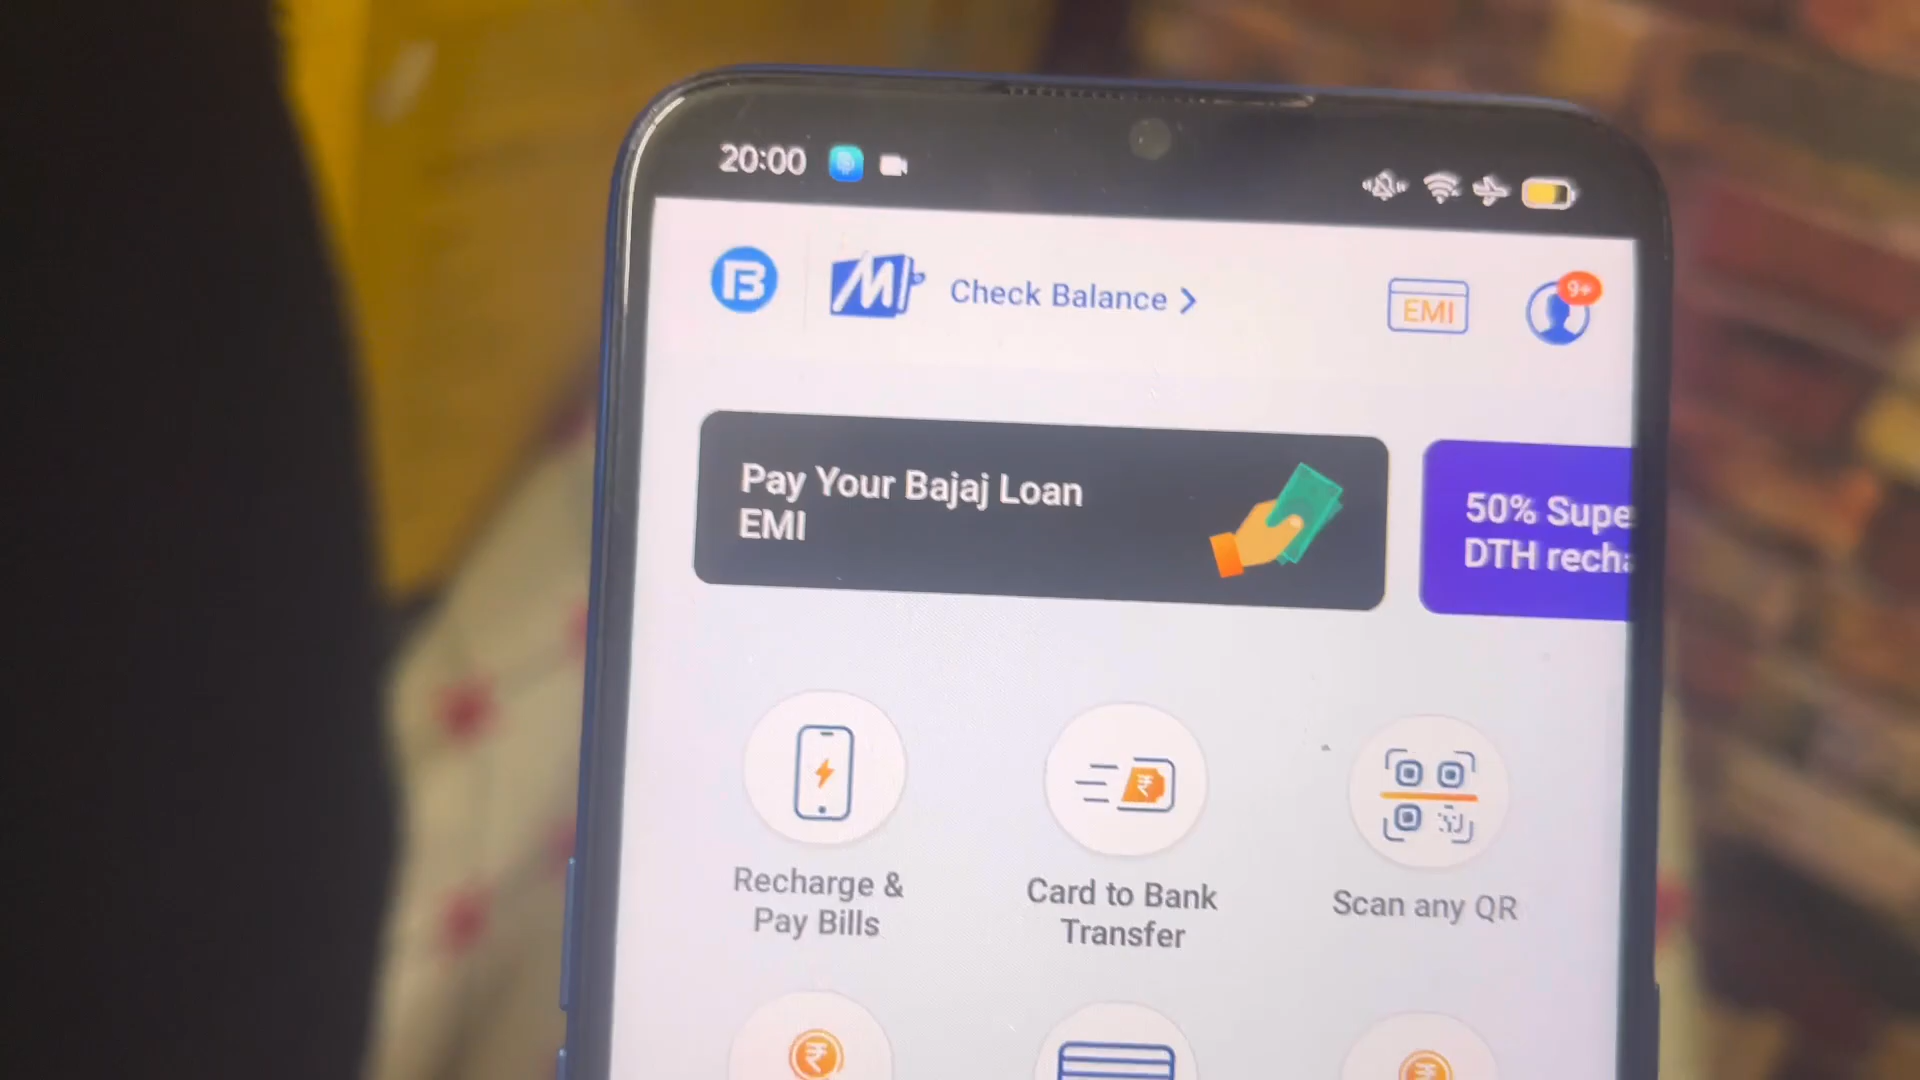 20:00
B
M
Check Balance >
EMI
9+
Pay Your Bajaj Loan
EMI
50% Supe
DTH recha
Recharge &
Pay Bills
Card to Bank
Transfer
Scan any QR